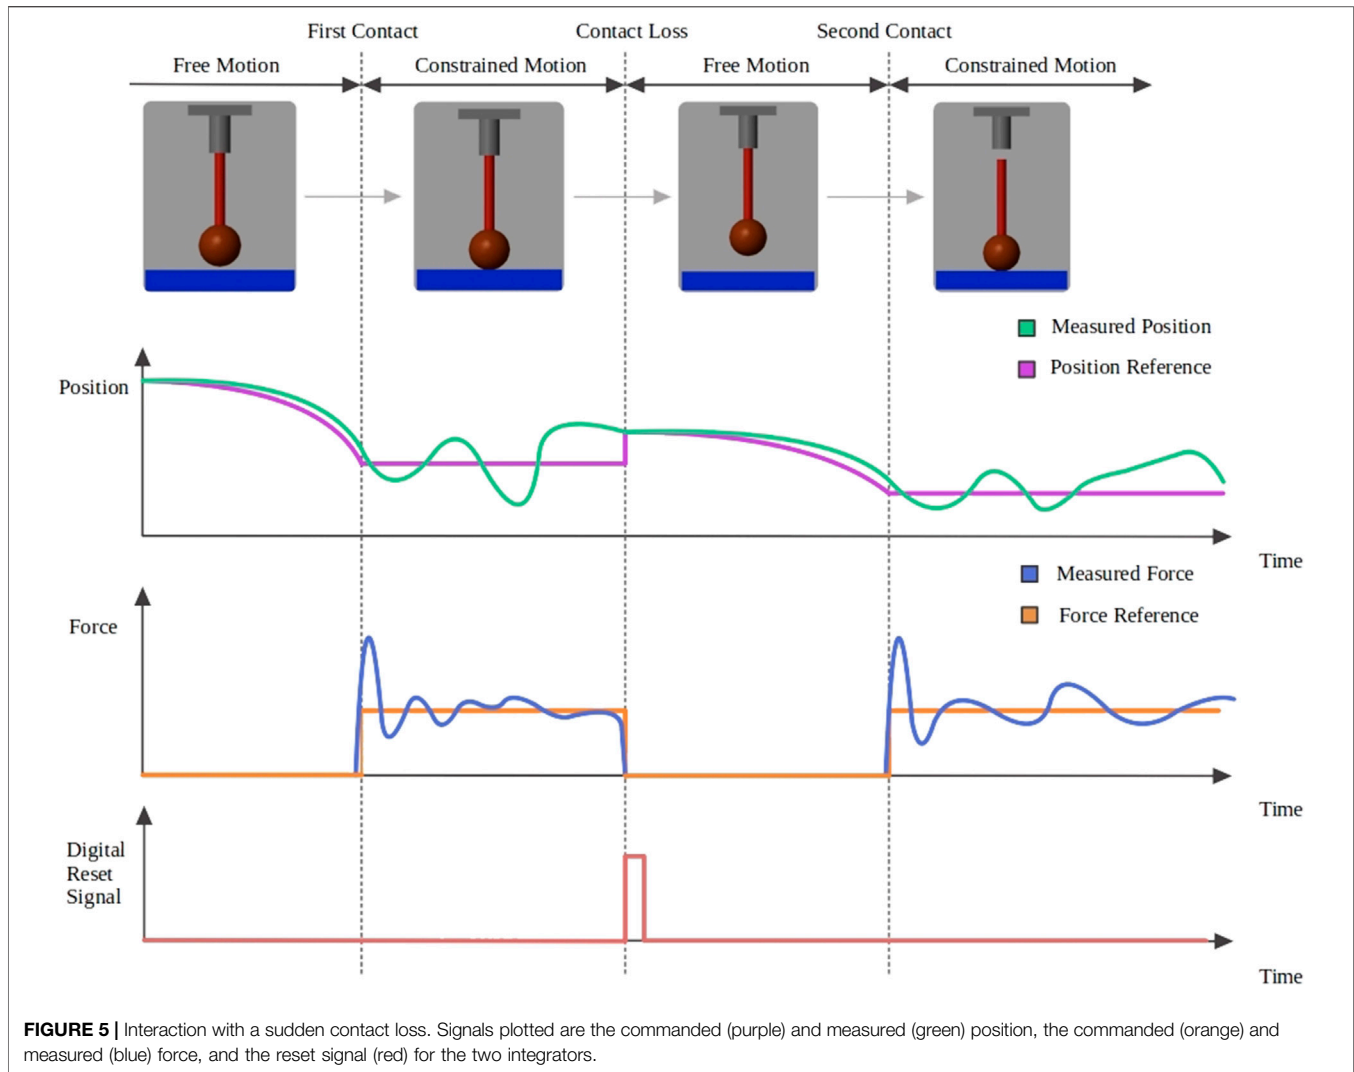 First Contact
Contact Loss
Second Contact
Free Motion
Constrained Motion
Free Motion
Constrained Motion
Measured Position
Position Reference
Position
Time
Measured Force
Force Reference
Force
Time
Digital
Reset
Signal
Time
FIGURE 5 | Interaction with a sudden contact loss. Signals plotted are the commanded (purple) and measured (green) position, the commanded (orange) and
measured (blue) force, and the reset signal (red) for the two integrators.